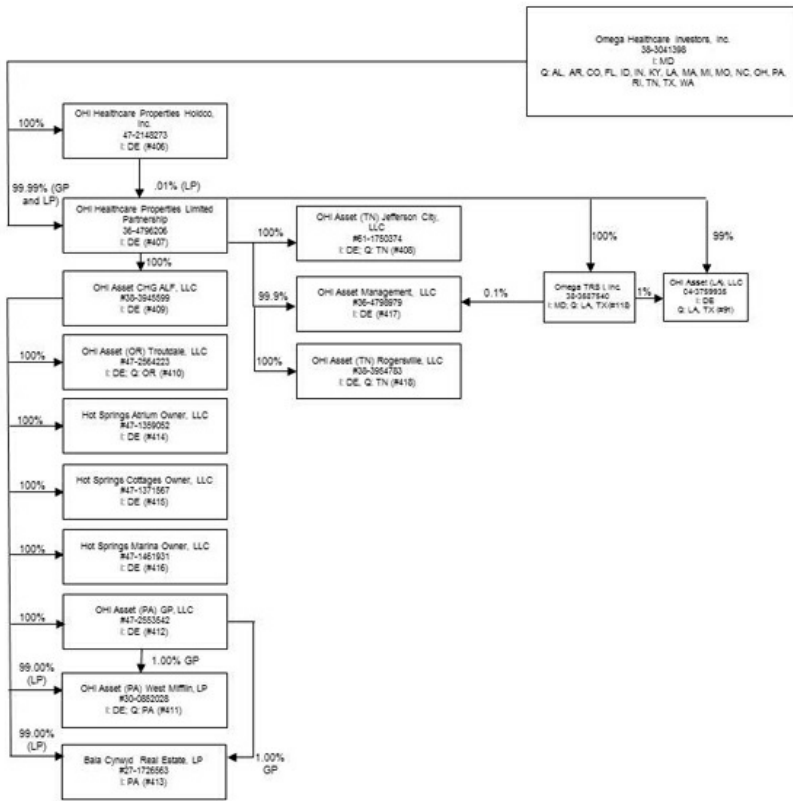 Omega Healthcare Investors, Inc.
38-3041398
I: MD
Q: AL, AR, CO, FL, ID, IN, KY, LA, MA, MI, MO, NC, OH, PA,
RI, TN, TX, WA
OHI Healthcare Properties Holdco,
Inc.
47-2148273
I: DE (#406)
100%
99.99% (GP
and LP)
.01% (LP)
OHI Healthcare Properties Limited
Partnership
36-4796206
I: DE (#407)
100%
OHI Asset (TN) Jefferson City,
LLC
#61-1750374
I: DE; Q: TN (#408)
100%
99%
100%
OHI Asset CHG ALF, LLC
#38-3945599
I: DE (#409)
99.9%
OHI Asset Management, LLC
#36-4798979
I: DE (#417)
0.1%
Omega TRS I, Inc.
38-3587540
I: MD; Q: LA, TX (#118)
1%
OHI Asset (LA), LLC
04-3759935
I: DE
Q: LA, TX (#91)
100%
OHI Asset (OR) Troutdale, LLC
#47-2564223
I: DE; Q: OR (#410)
100%
OHI Asset (TN) Rogersville, LLC
#38-3954783
I: DE, Q: TN (#418)
100%
Hot Springs Atrium Owner, LLC
#47-1359052
I: DE (#414)
100%
Hot Springs Cottages Owner, LLC
#47-1371567
I: DE (#415)
100%
Hot Springs Marina Owner, LLC
#47-1461931
I: DE (#416)
100%
OHI Asset (PA) GP, LLC
#47-2553542
I: DE (#412)
1.00% GP
99.00%
(LP)
OHI Asset (PA) West Mifflin, LP
#30-0882028
I: DE; Q: PA (#411)
99.00%
(LP)
Bala Cynwyd Real Estate, LP
#27-1726563
I: PA (#413)
1.00%
GP